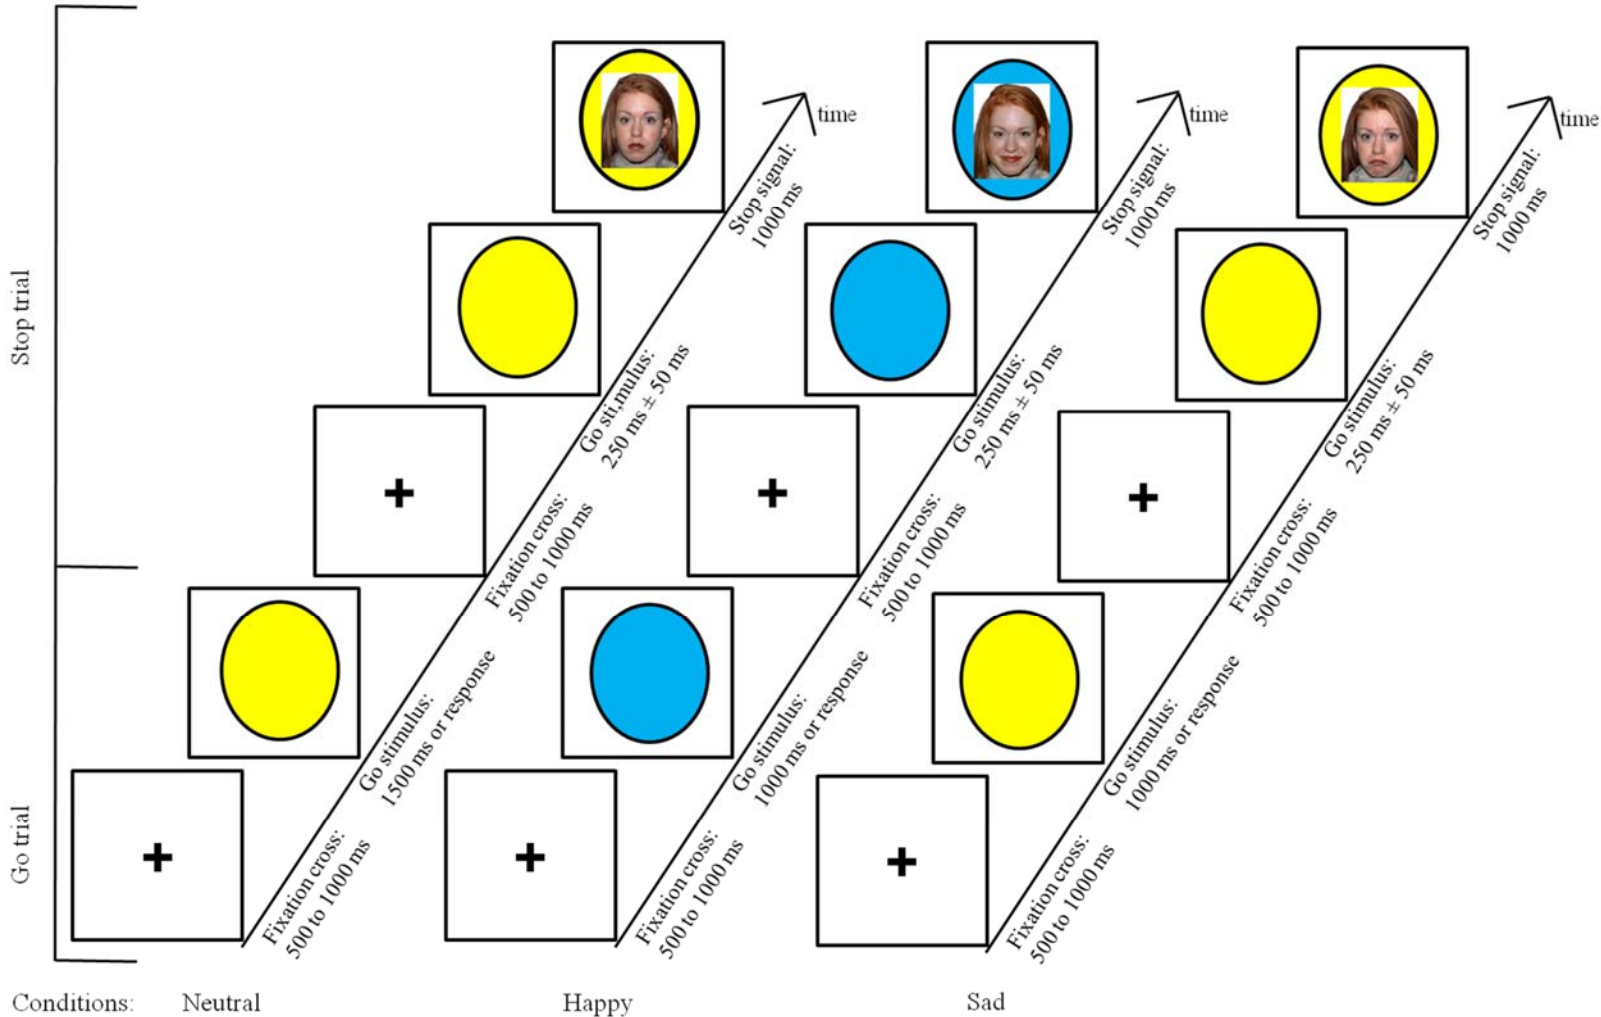 Stop trial
Go trial
time
Stop signal:
1000 ms
Go sti,mulus:
250 ms ± 50 ms
Fixation cross:
500 to 1000 ms
Go stimulus:
1500 ms or response
Fixation cross:
500 to 1000 ms
time
Stop signal:
1000 ms
Go stimulus:
250 ms ± 50 ms
Fixation cross:
500 to 1000 ms
Go stimulus:
1000 ms or response
Fixation cross:
500 to 1000 ms
time
Stop signal:
1000 ms
Go stimulus:
250 ms ± 50 ms
Fixation cross:
500 to 1000 ms
Go stimulus:
1000 ms or response
Fixation cross:
500 to 1000 ms
Conditions: Neutral Happy Sad